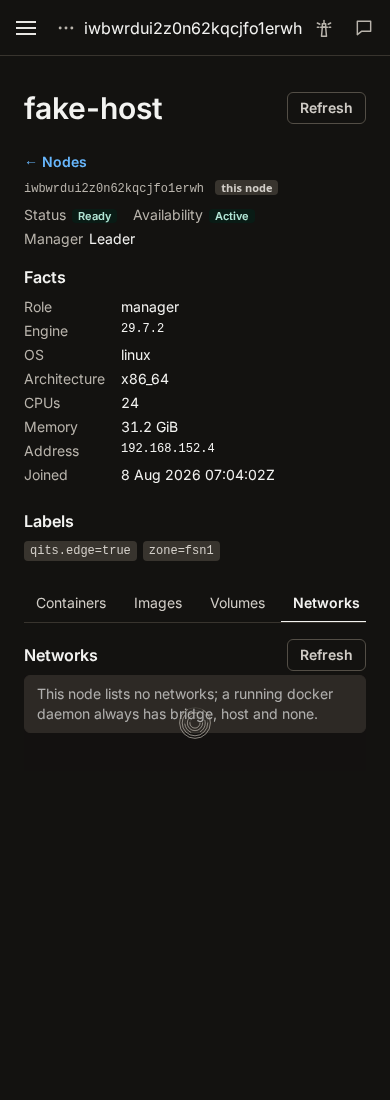 iwbwrdui2z0n62kqcjfo1erwh
fake-host
Refresh
← Nodes
iwbwrdui2z0n62kqcjfo1erwh this node
Status Ready Availability Active
Manager Leader
Facts
Role manager
Engine 29.7.2
OS linux
Architecture x86_64
CPUs 24
Memory 31.2 GiB
Address 192.168.152.4
Joined 8 Aug 2026 07:04:02Z
Labels
qits.edge=true zone=fsn1
Containers Images Volumes Networks
Networks Refresh
This node lists no networks; a running docker
daemon always has bridge, host and none.